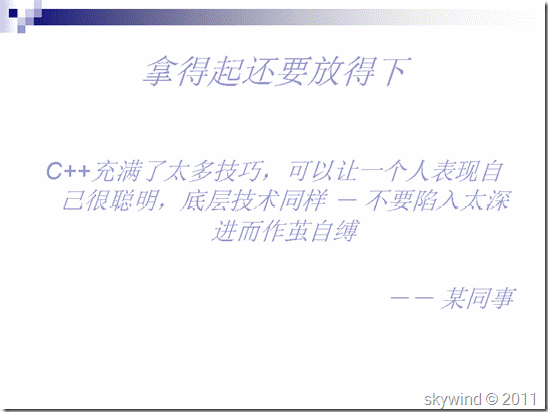 拿得起还要放得下
C++充满了太多技巧，可以让一个人表现自
己很聪明，底层技术同样 － 不要陷入太深
进而作茧自缚
－－ 某同事
skywind © 2011